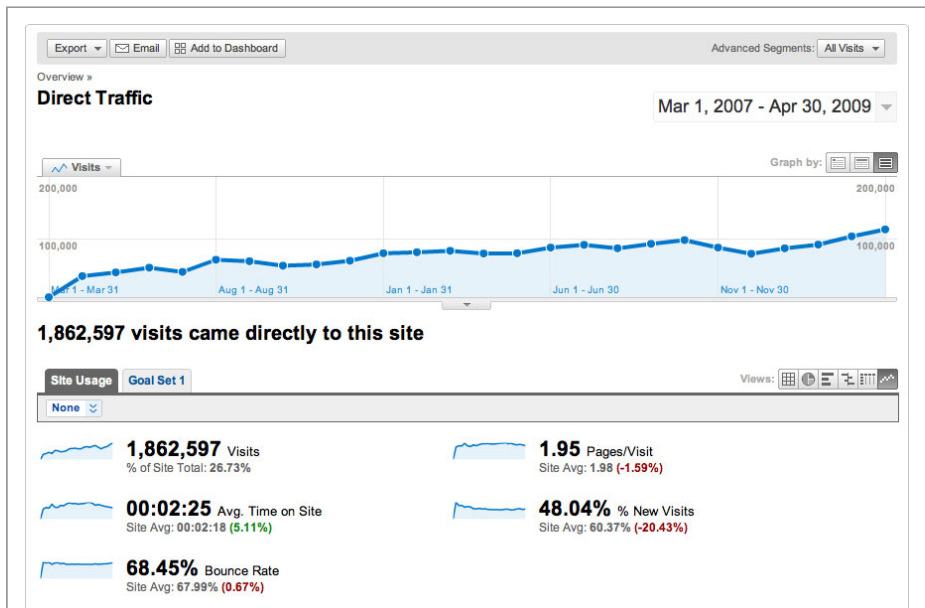 Export Email Add to Dashboard Advanced Segments: All Visits
Overview »
Direct Traffic
Mar 1, 2007 - Apr 30, 2009
Visits Graph by:
200,000 200,000
100,000 100,000
Mar 1 - Mar 31 Aug 1 - Aug 31 Jan 1 - Jan 31 Jun 1 - Jun 30 Nov 1 - Nov 30
1,862,597 visits came directly to this site
Site Usage Goal Set 1 Views:
None
1,862,597 Visits
% of Site Total: 26.73%
1.95 Pages/Visit
Site Avg: 1.98 (-1.59%)
00:02:25 Avg. Time on Site
Site Avg: 00:02:18 (5.11%)
48.04% % New Visits
Site Avg: 60.37% (-20.43%)
68.45% Bounce Rate
Site Avg: 67.99% (0.67%)